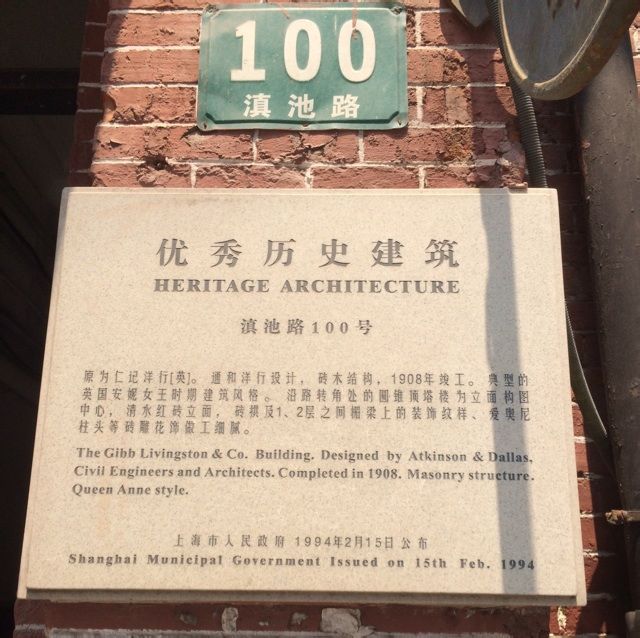 100
滇池路
优秀历史建筑
HERITAGE ARCHITECTURE
滇池路100号
原为仁记洋行[英]。通和洋行设计，砖木结构，1908年竣工。典型的
英国安妮女王时期建筑风格。沿路转角处的圆锥顶塔楼为立面构图
中心，清水红砖立面，砖拱及1、2层之间棚梁上的装饰纹样、爱奥尼
柱头等砖雕花饰做工细腻。
The Gibb Livingston & Co. Building. Designed by Atkinson & Dallas,
Civil Engineers and Architects. Completed in 1908. Masonry structure.
Queen Anne style.
上海市人民政府 1994年2月15日公布
Shanghai Municipal Government Issued on 15th Feb. 1994